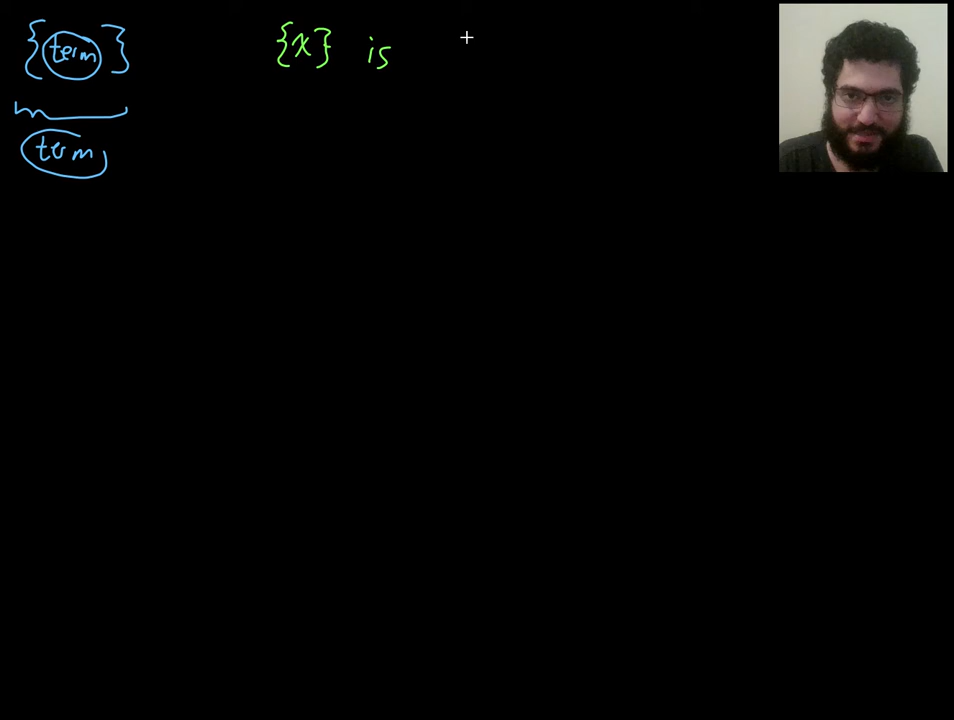 {term}
term
{x} is